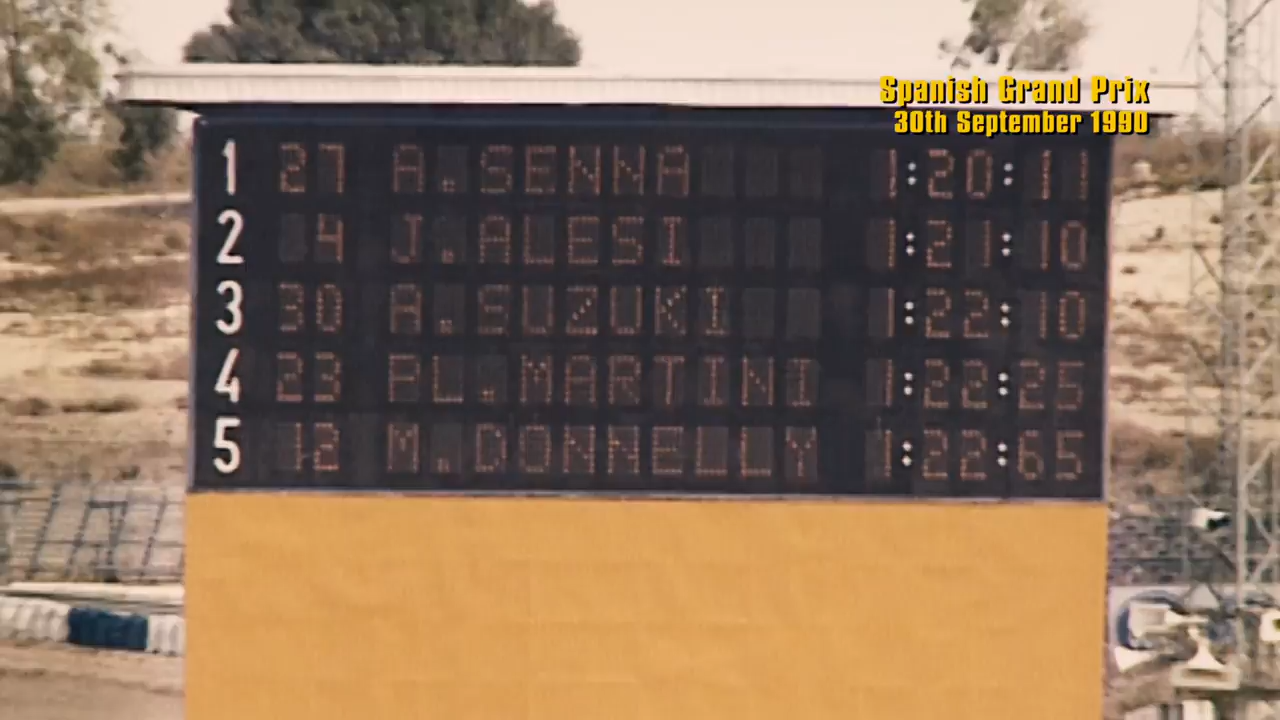 Spanish Grand Prix
30th September 1990
1 27 A.SENNA 1:20:11
2 4 J.ALESI 1:21:10
3 30 A.SUZUKI 1:22:10
4 23 PL.MARTINI 1:22:25
5 12 M.DONNELLY 1:22:65